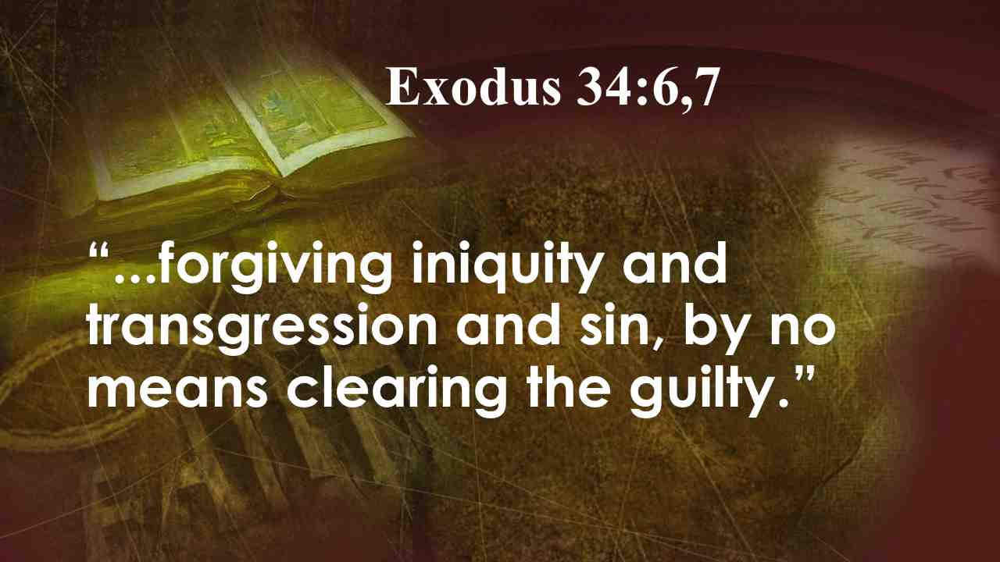 Exodus 34:6,7
“...forgiving iniquity and
transgression and sin, by no
means clearing the guilty.”